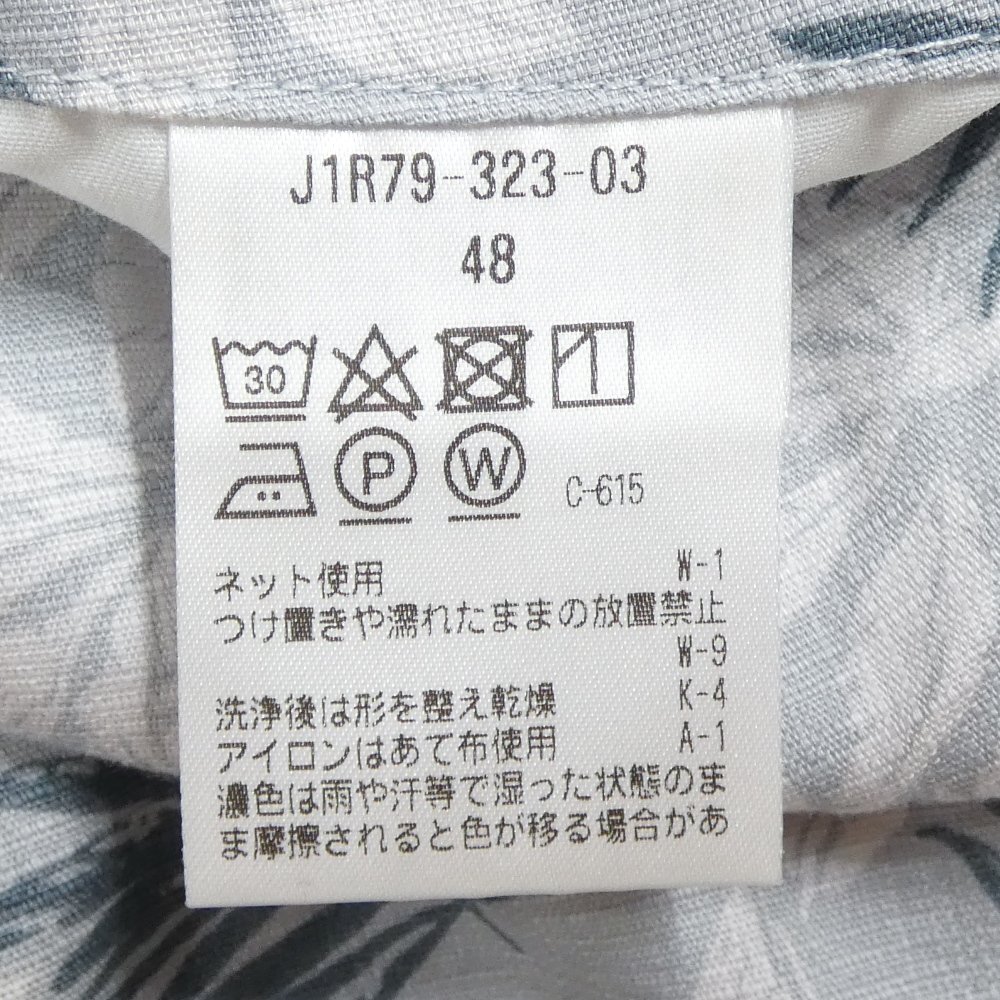 J1R79-323-03
48
30
P W C-615
ネット使用 W-1
つけ置きや濡れたままの放置禁止
W-9
洗浄後は形を整え乾燥 K-4
アイロンはあて布使用 A-1
濃色は雨や汗等で湿った状態のま
ま摩擦されると色が移る場合があ